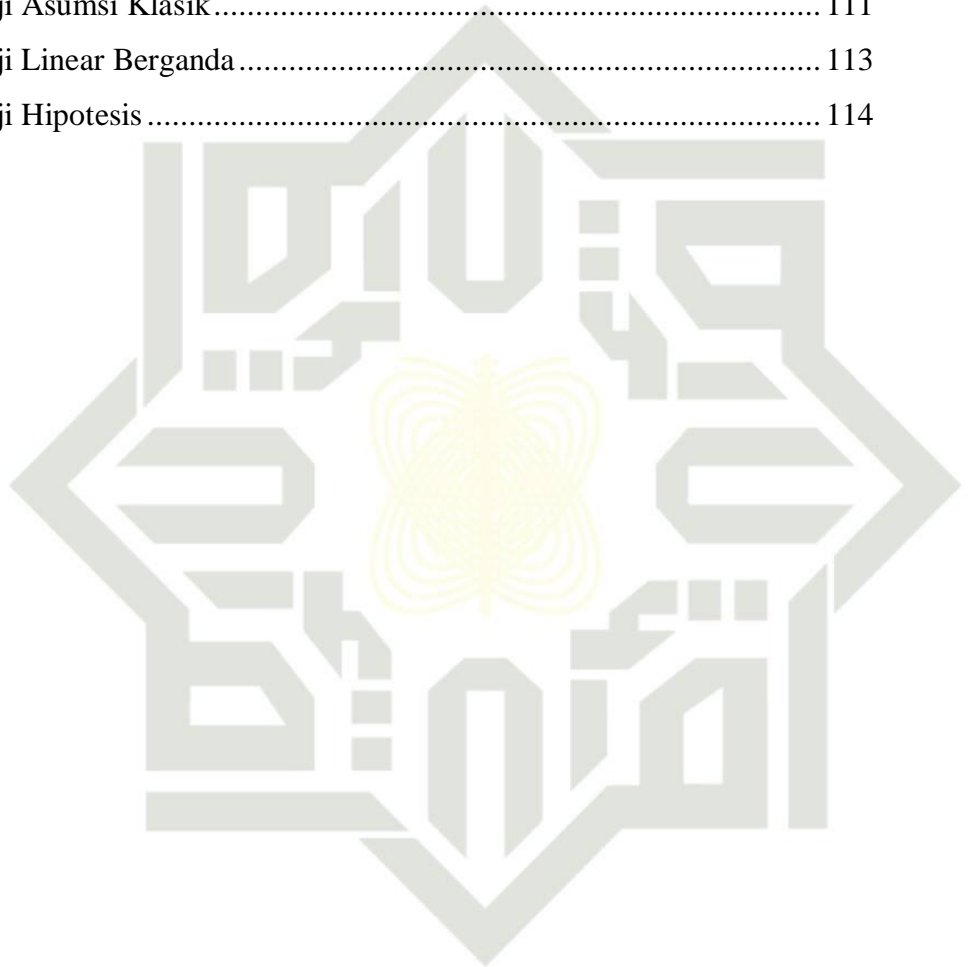 ji Asumsi Klasik.......................................................................... 111
ji Linear Berganda....................................................................... 113
ji Hipotesis.................................................................................. 114